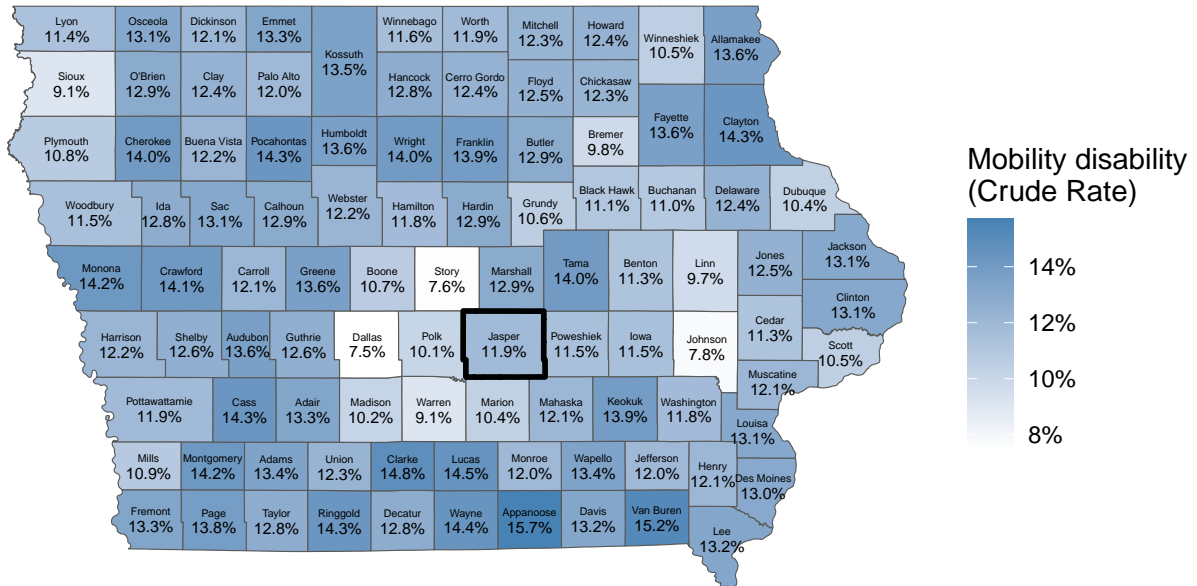 Lyon
11.4%
Osceola
13.1%
Dickinson
12.1%
Emmet
13.3%
Kossuth
13.5%
Winnebago
11.6%
Worth
11.9%
Mitchell
12.3%
Howard
12.4%
Winneshiek
10.5%
Allamakee
13.6%
Sioux
9.1%
O'Brien
12.9%
Clay
12.4%
Palo Alto
12.0%
Hancock
12.8%
Cerro Gordo
12.4%
Floyd
12.5%
Chickasaw
12.3%
Fayette
13.6%
Clayton
14.3%
Plymouth
10.8%
Cherokee
14.0%
Buena Vista
12.2%
Pocahontas
14.3%
Humboldt
13.6%
Wright
14.0%
Franklin
13.9%
Butler
12.9%
Bremer
9.8%
Woodbury
11.5%
Ida
12.8%
Sac
13.1%
Calhoun
12.9%
Webster
12.2%
Hamilton
11.8%
Hardin
12.9%
Grundy
10.6%
Black Hawk
11.1%
Buchanan
11.0%
Delaware
12.4%
Dubuque
10.4%
Monona
14.2%
Crawford
14.1%
Carroll
12.1%
Greene
13.6%
Boone
10.7%
Story
7.6%
Marshall
12.9%
Tama
14.0%
Benton
11.3%
Linn
9.7%
Jones
12.5%
Jackson
13.1%
Clinton
13.1%
Harrison
12.2%
Shelby
12.6%
Audubon
13.6%
Guthrie
12.6%
Dallas
7.5%
Polk
10.1%
Jasper
11.9%
Poweshiek
11.5%
Iowa
11.5%
Johnson
7.8%
Cedar
11.3%
Scott
10.5%
Muscatine
12.1%
Pottawattamie
11.9%
Cass
14.3%
Adair
13.3%
Madison
10.2%
Warren
9.1%
Marion
10.4%
Mahaska
12.1%
Keokuk
13.9%
Washington
11.8%
Louisa
13.1%
Mills
10.9%
Montgomery
14.2%
Adams
13.4%
Union
12.3%
Clarke
14.8%
Lucas
14.5%
Monroe
12.0%
Wapello
13.4%
Jefferson
12.0%
Henry
12.1%
Des Moines
13.0%
Fremont
13.3%
Page
13.8%
Taylor
12.8%
Ringgold
14.3%
Decatur
12.8%
Wayne
14.4%
Appanoose
15.7%
Davis
13.2%
Van Buren
15.2%
Lee
13.2%
Mobility disability
(Crude Rate)
14%
12%
10%
8%